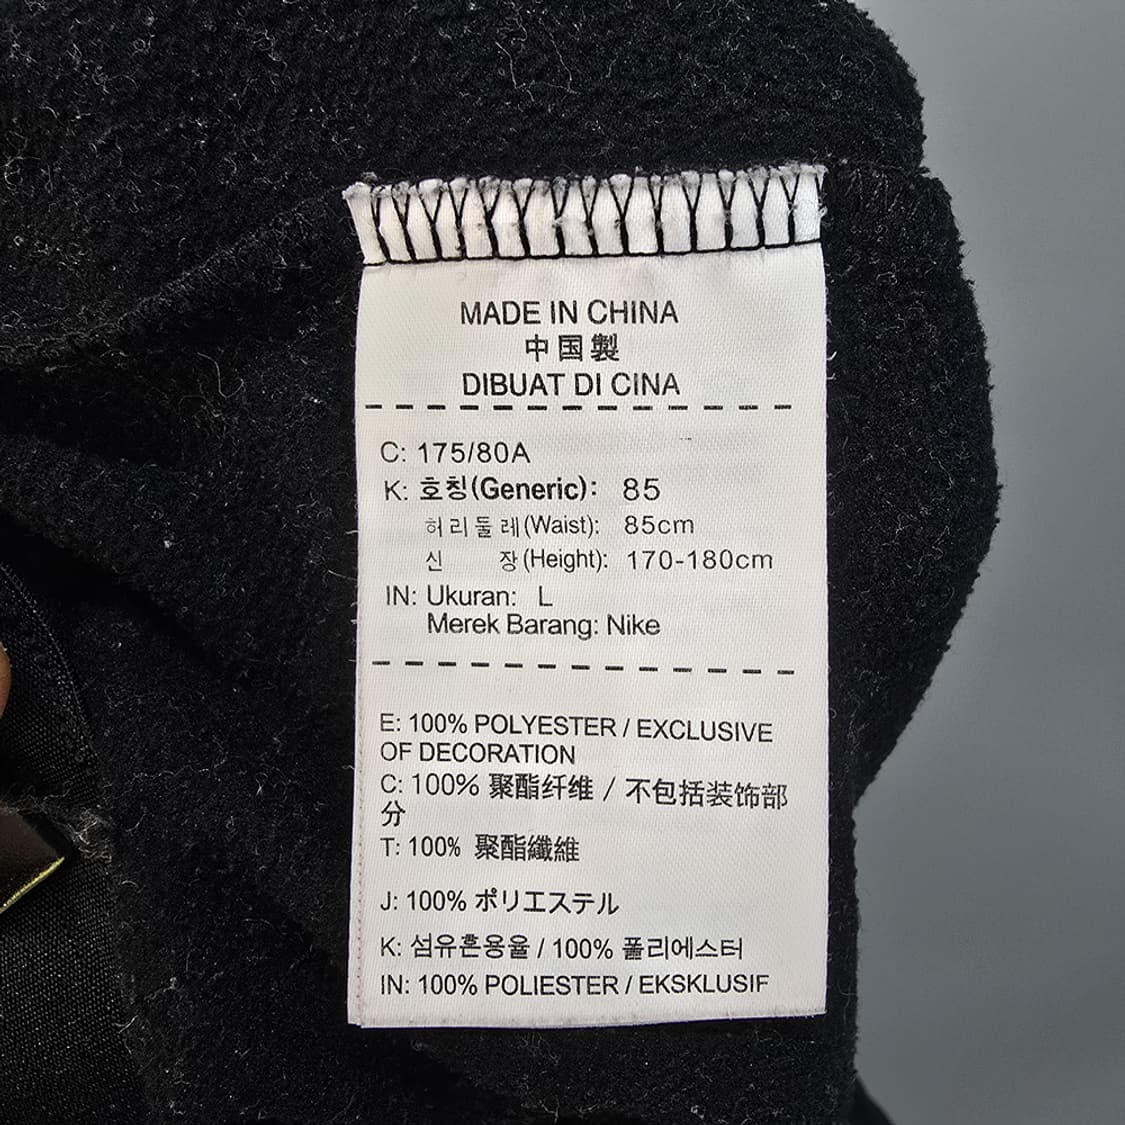 MADE IN CHINA
中国製
DIBUAT DI CINA
C: 175/80A
K: 호칭(Generic): 85
허리둘레(Waist): 85cm
신 장(Height): 170-180cm
IN: Ukuran: L
Merek Barang: Nike
E: 100% POLYESTER / EXCLUSIVE
OF DECORATION
C: 100% 聚酯纤维 / 不包括装饰部
分
T: 100% 聚酯纖維
J: 100% ポリエステル
K: 섬유혼용율 / 100% 폴리에스터
IN: 100% POLIESTER / EKSKLUSIF